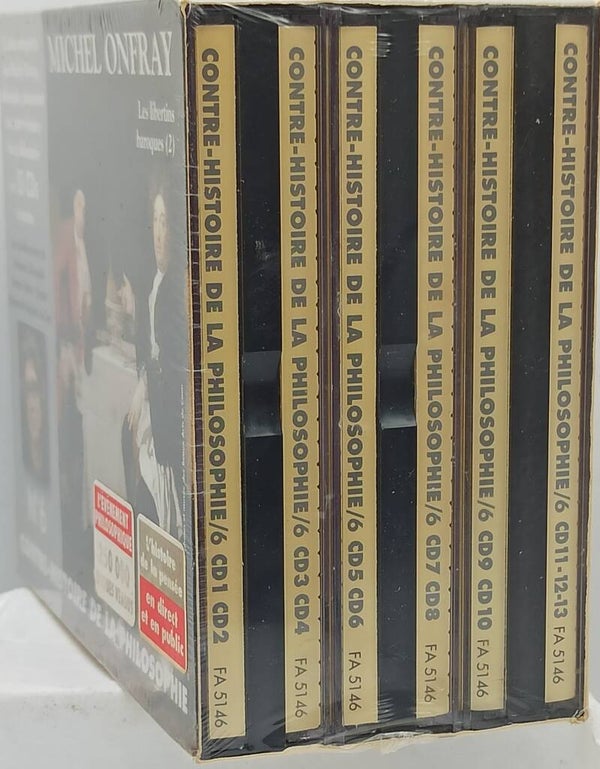 MICHEL ONFRAY
Les libertins
baroques (2)
L'ÉVÉNEMENT
PHILOSOPHIQUE
l'histoire
de la pensée
en direct
et en public
HISTOIRE DE LA PHILOSOPHIE
CONTRE-HISTOIRE DE LA PHILOSOPHIE/6 CD1 CD2 FA 5146
CONTRE-HISTOIRE DE LA PHILOSOPHIE/6 CD3 CD4 FA 5146
CONTRE-HISTOIRE DE LA PHILOSOPHIE/6 CD5 CD6 FA 5146
CONTRE-HISTOIRE DE LA PHILOSOPHIE/6 CD7 CD8 FA 5146
CONTRE-HISTOIRE DE LA PHILOSOPHIE/6 CD9 CD10 FA 5146
CONTRE-HISTOIRE DE LA PHILOSOPHIE/6 CD11-12-13 FA 5146